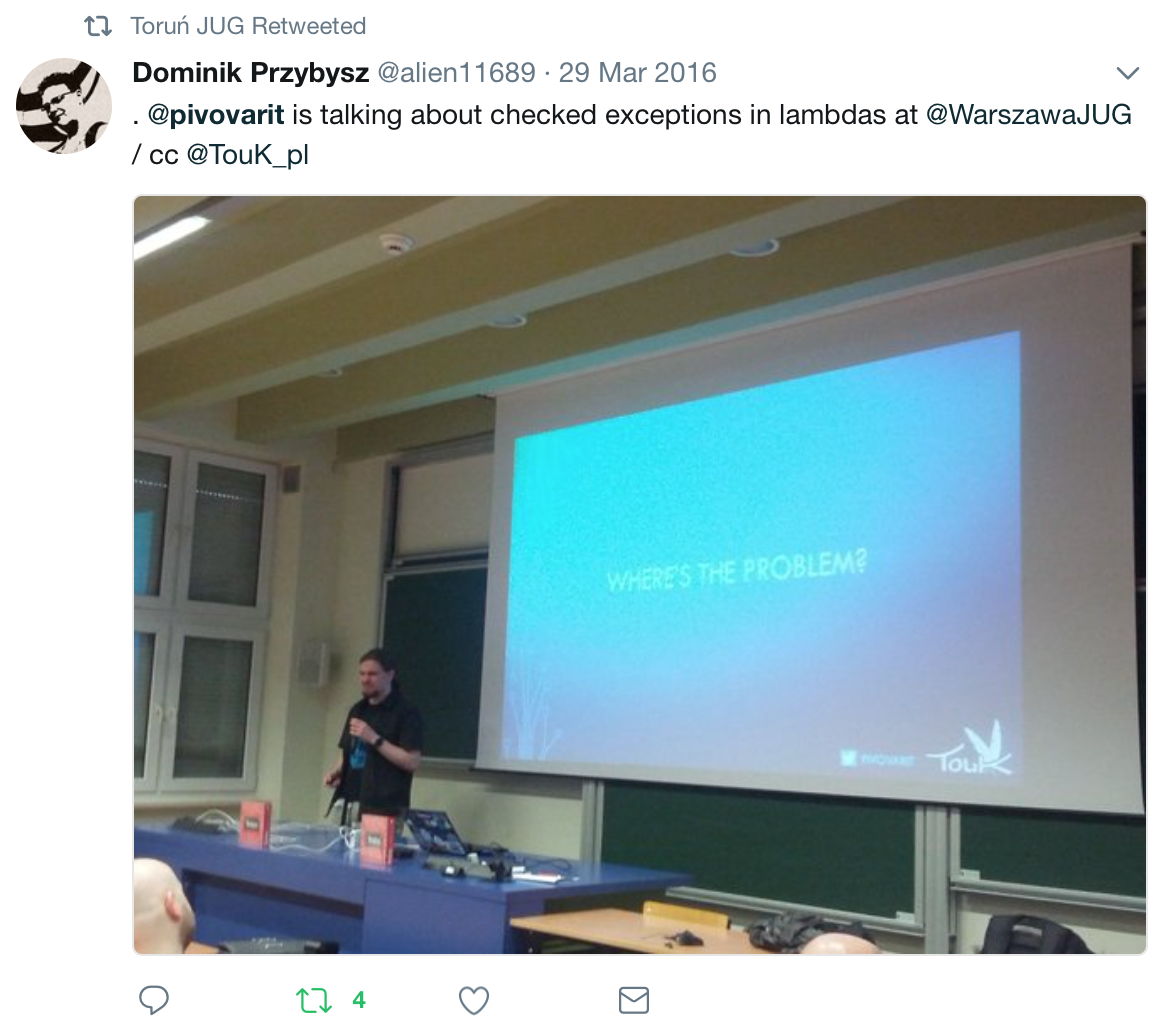 Toruń JUG Retweeted
Dominik Przybysz @alien11689 · 29 Mar 2016
. @pivovarit is talking about checked exceptions in lambdas at @WarszawaJUG
/ cc @TouK_pl
WHERE'S THE PROBLEM?
PIVOVARIT
TouK
4